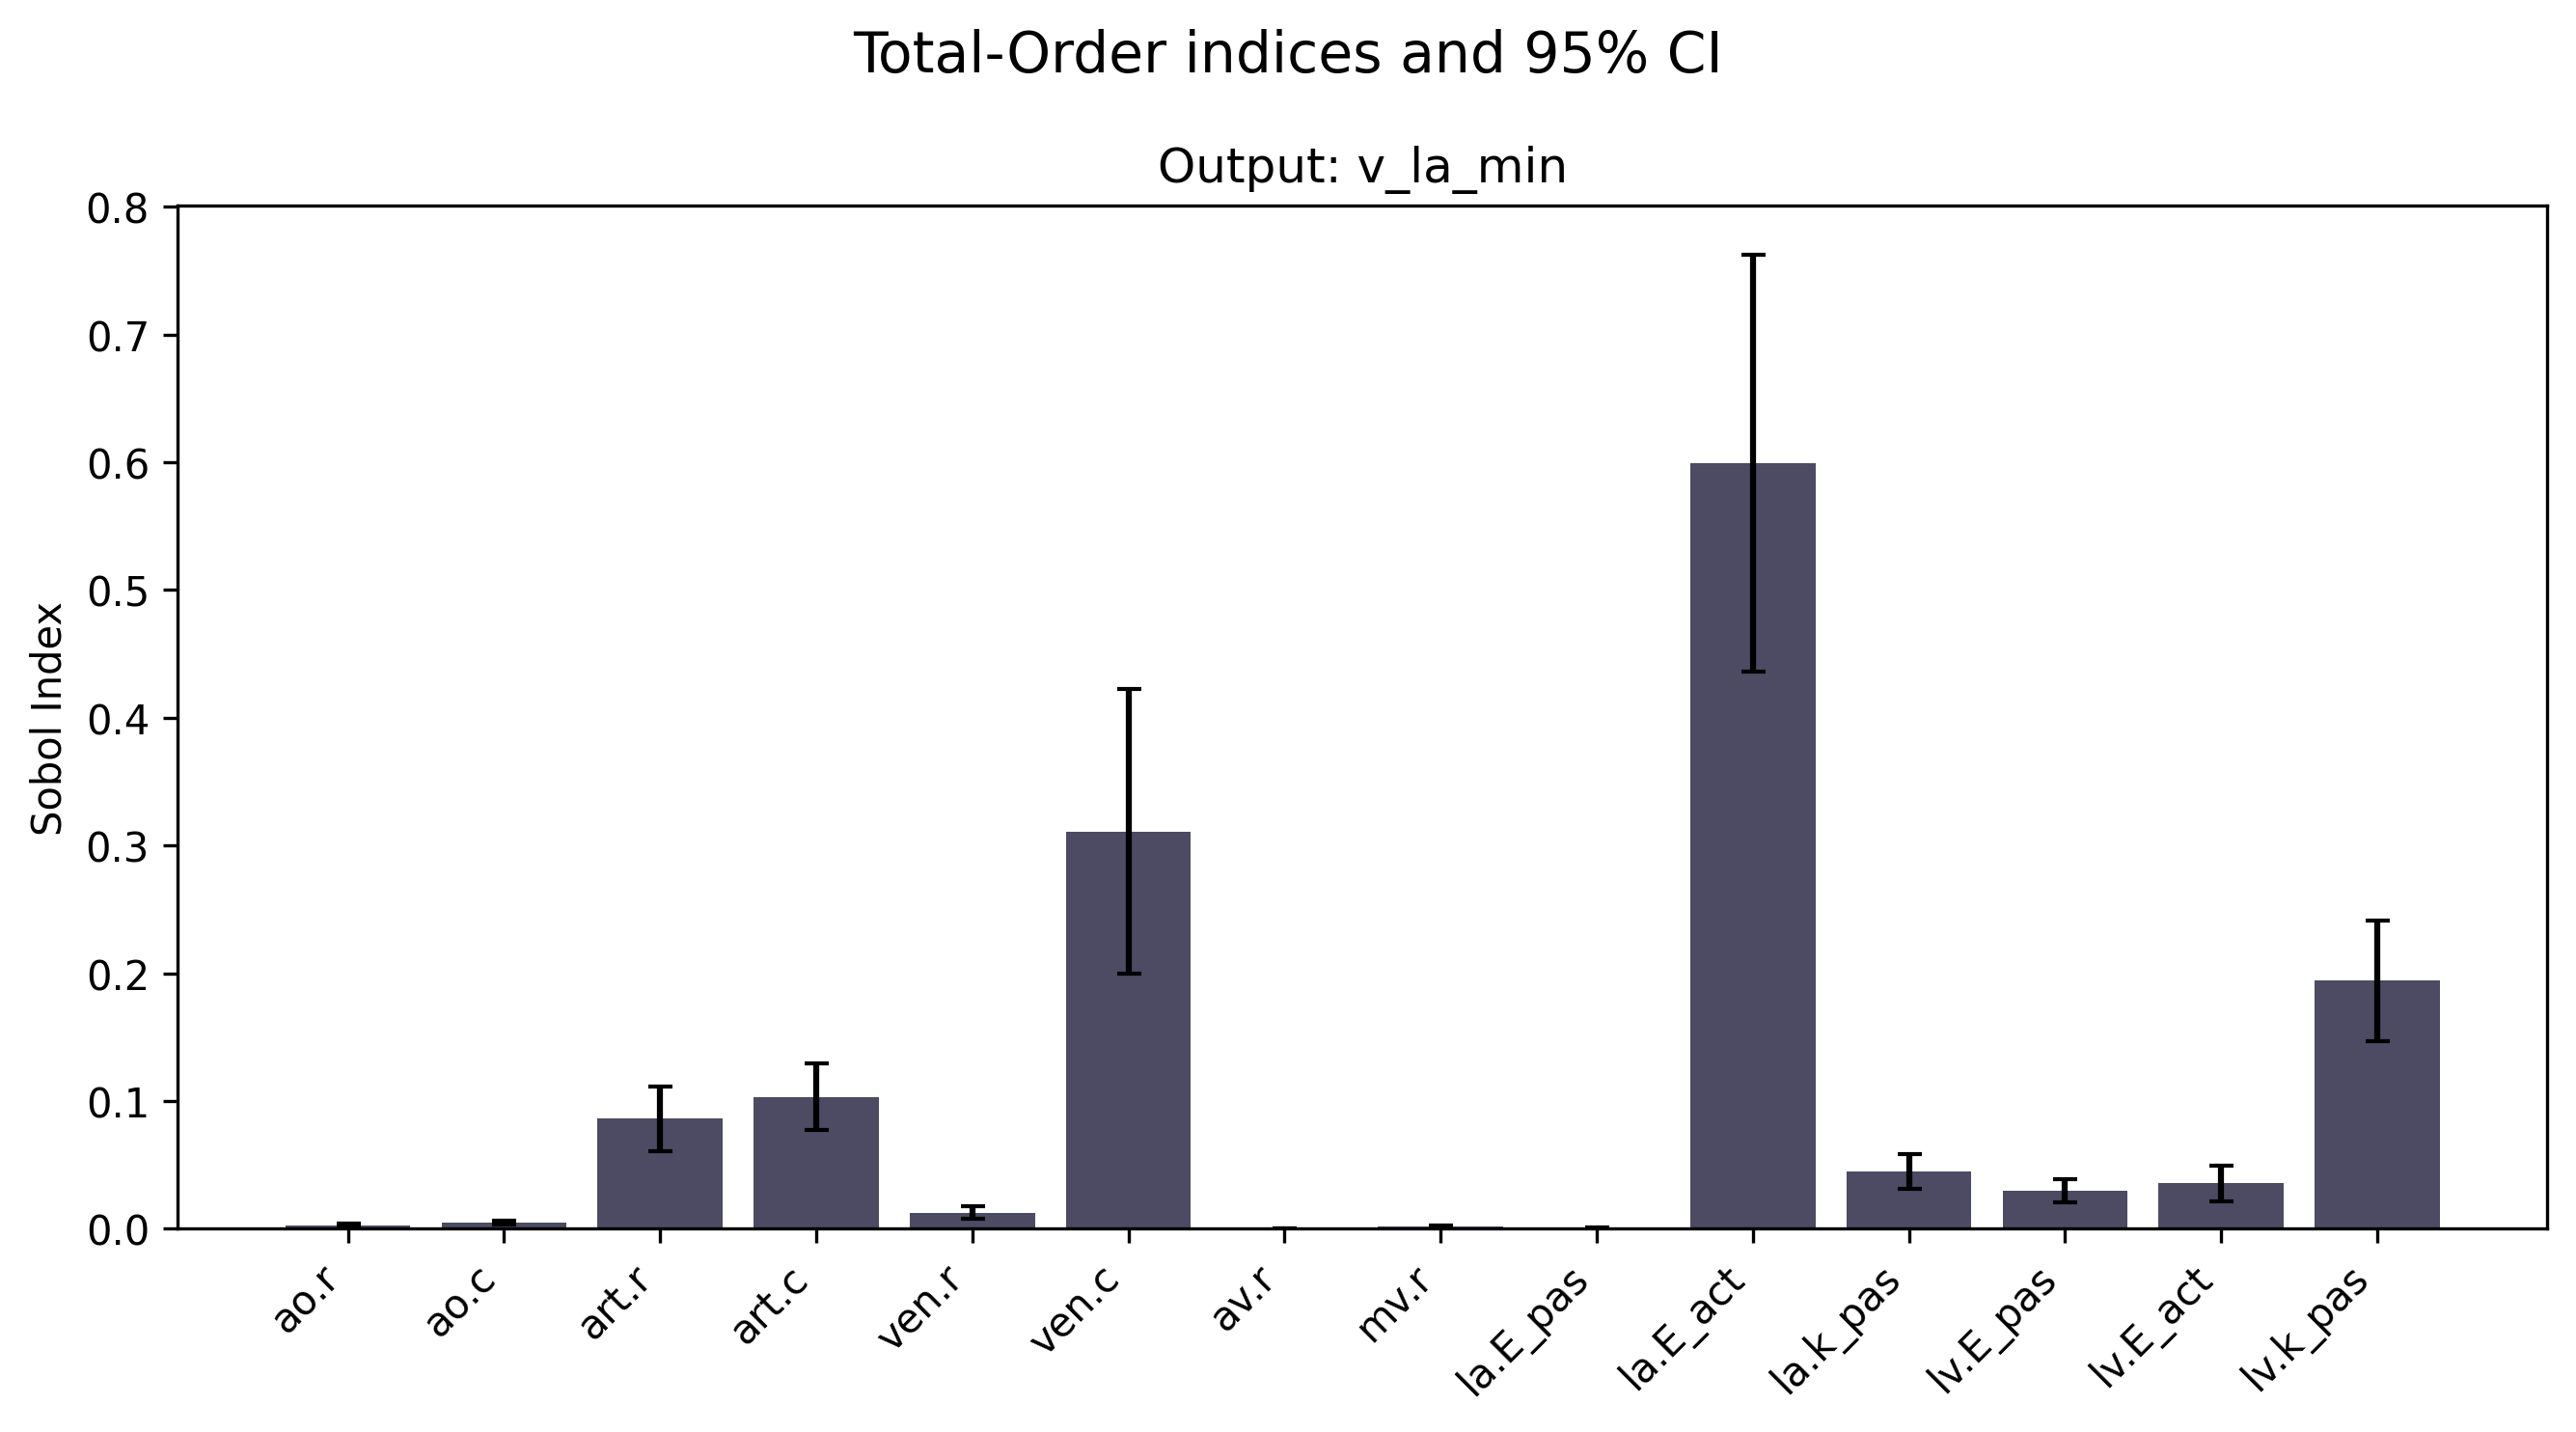 Total-Order indices and 95% CI
Output: v_la_min
Sobol Index
0.8
0.7
0.6
0.5
0.4
0.3
0.2
0.1
0.0
ao.r
ao.c
art.r
art.c
ven.r
ven.c
av.r
mv.r
la.E_pas
la.E_act
la.k_pas
lv.E_pas
lv.E_act
lv.k_pas